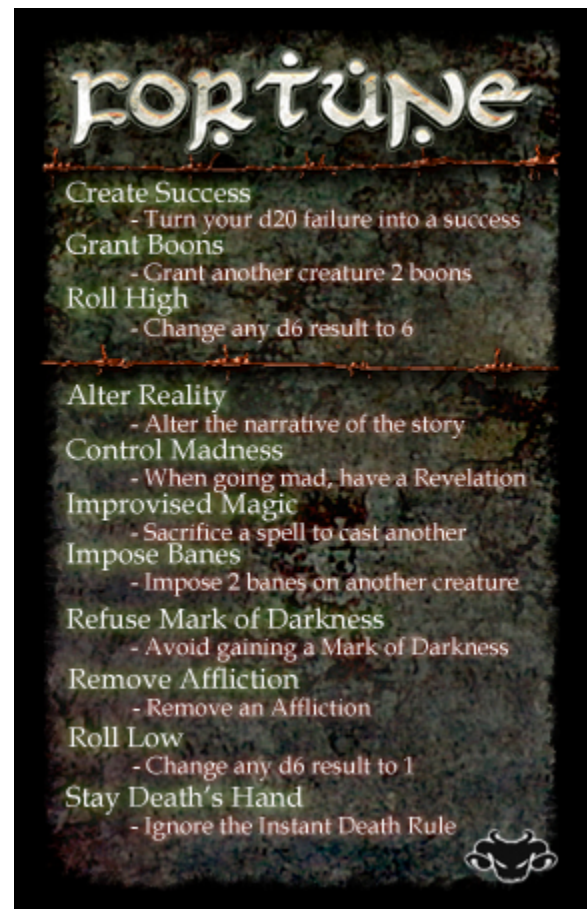 FORTUNE
Create Success
- Turn your d20 failure into a success
Grant Boons
- Grant another creature 2 boons
Roll High
- Change any d6 result to 6
Alter Reality
- Alter the narrative of the story
Control Madness
- When going mad, have a Revelation
Improvised Magic
- Sacrifice a spell to cast another
Impose Banes
- Impose 2 banes on another creature
Refuse Mark of Darkness
- Avoid gaining a Mark of Darkness
Remove Affliction
- Remove an Affliction
Roll Low
- Change any d6 result to 1
Stay Death's Hand
- Ignore the Instant Death Rule